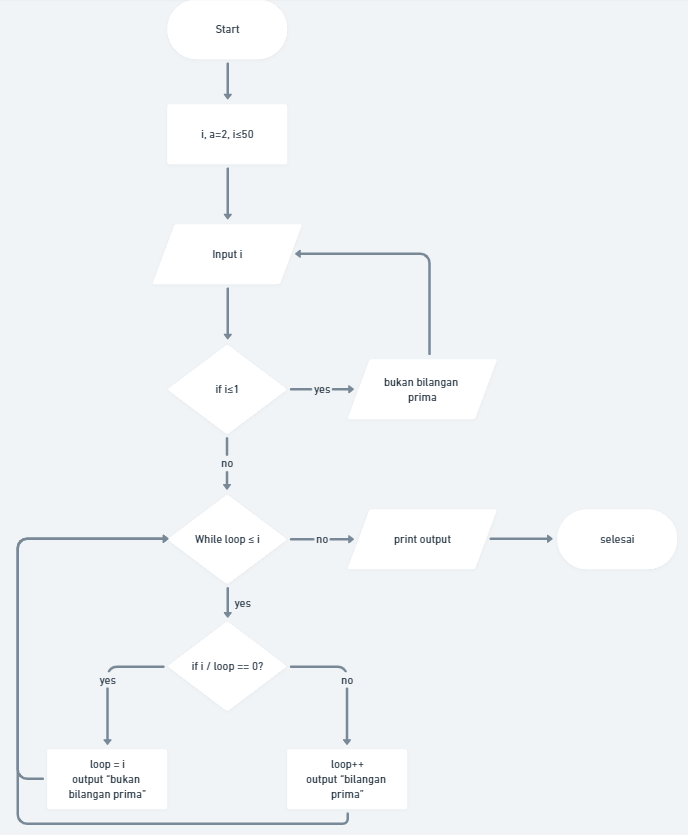 Start
i, a=2, i≤50
Input i
if i≤1
yes
bukan bilangan
prima
no
While loop ≤ i
no
print output
selesai
yes
if i / loop == 0?
yes
no
loop = i
output "bukan
bilangan prima"
loop++
output "bilangan
prima"